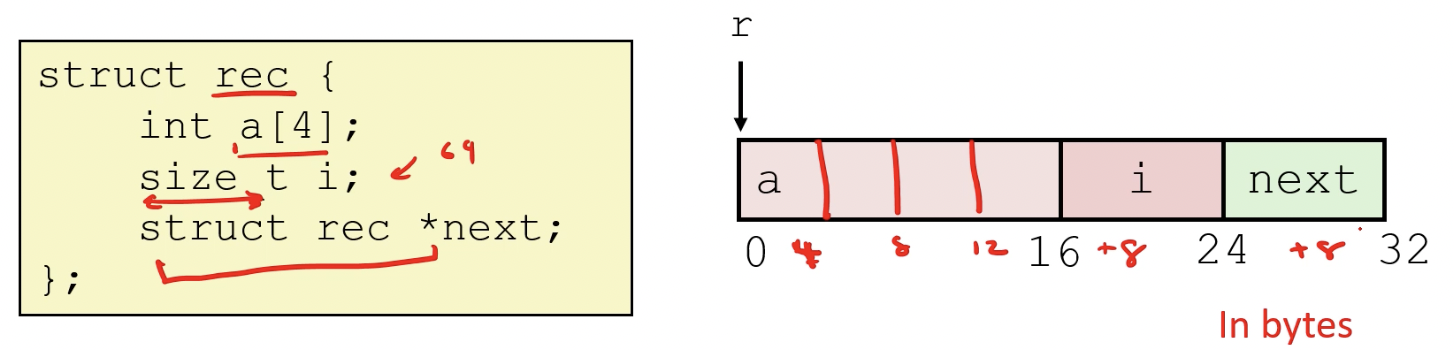 struct rec {
int a[4];
size_t i;
struct rec *next;
};
69
r
a i next
0 4 8 12 16 +8 24 +8 32
In bytes